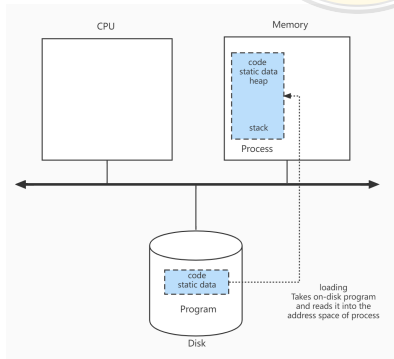 CPU
Memory
code
static data
heap
stack
Process
code
static data
Program
Disk
loading
Takes on-disk program
and reads it into the
address space of process